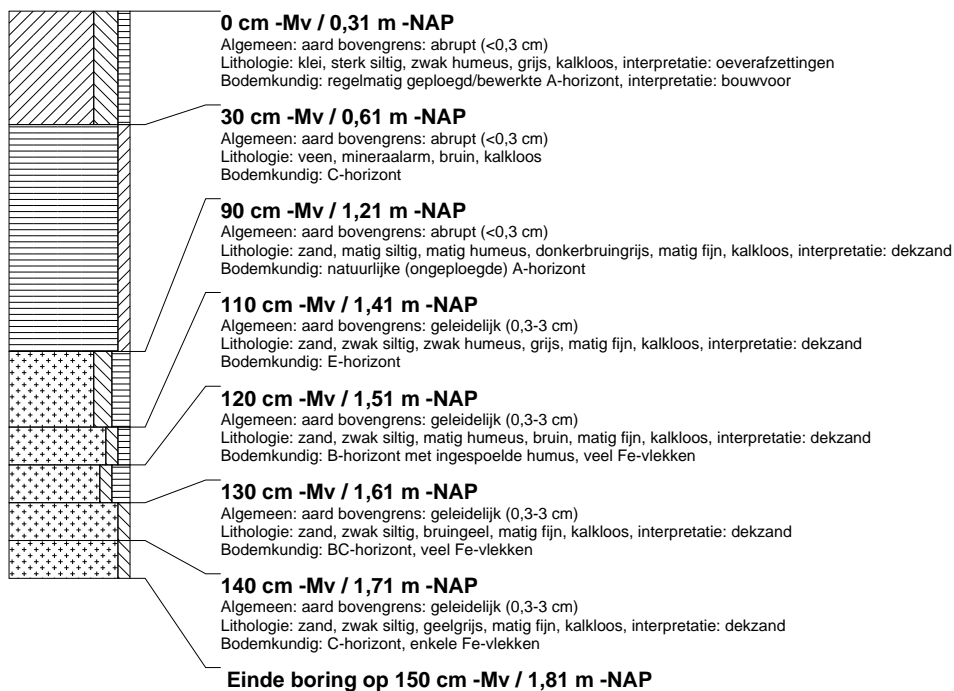 0 cm -Mv / 0,31 m -NAP
Algemeen: aard bovengrens: abrupt (<0,3 cm)
Lithologie: klei, sterk siltig, zwak humeus, grijs, kalkloos, interpretatie: oeverafzettingen
Bodemkundig: regelmatig geploegd/bewerkte A-horizont, interpretatie: bouwvoor
30 cm -Mv / 0,61 m -NAP
Algemeen: aard bovengrens: abrupt (<0,3 cm)
Lithologie: veen, mineraalarm, bruin, kalkloos
Bodemkundig: C-horizont
90 cm -Mv / 1,21 m -NAP
Algemeen: aard bovengrens: abrupt (<0,3 cm)
Lithologie: zand, matig siltig, matig humeus, donkerbruingrijs, matig fijn, kalkloos, interpretatie: dekzand
Bodemkundig: natuurlijke (ongeploegde) A-horizont
110 cm -Mv / 1,41 m -NAP
Algemeen: aard bovengrens: geleidelijk (0,3-3 cm)
Lithologie: zand, zwak siltig, zwak humeus, grijs, matig fijn, kalkloos, interpretatie: dekzand
Bodemkundig: E-horizont
120 cm -Mv / 1,51 m -NAP
Algemeen: aard bovengrens: geleidelijk (0,3-3 cm)
Lithologie: zand, zwak siltig, matig humeus, bruin, matig fijn, kalkloos, interpretatie: dekzand
Bodemkundig: B-horizont met ingespoelde humus, veel Fe-vlekken
130 cm -Mv / 1,61 m -NAP
Algemeen: aard bovengrens: geleidelijk (0,3-3 cm)
Lithologie: zand, zwak siltig, bruingeel, matig fijn, kalkloos, interpretatie: dekzand
Bodemkundig: BC-horizont, veel Fe-vlekken
140 cm -Mv / 1,71 m -NAP
Algemeen: aard bovengrens: geleidelijk (0,3-3 cm)
Lithologie: zand, zwak siltig, geelgrijs, matig fijn, kalkloos, interpretatie: dekzand
Bodemkundig: C-horizont, enkele Fe-vlekken
Einde boring op 150 cm -Mv / 1,81 m -NAP